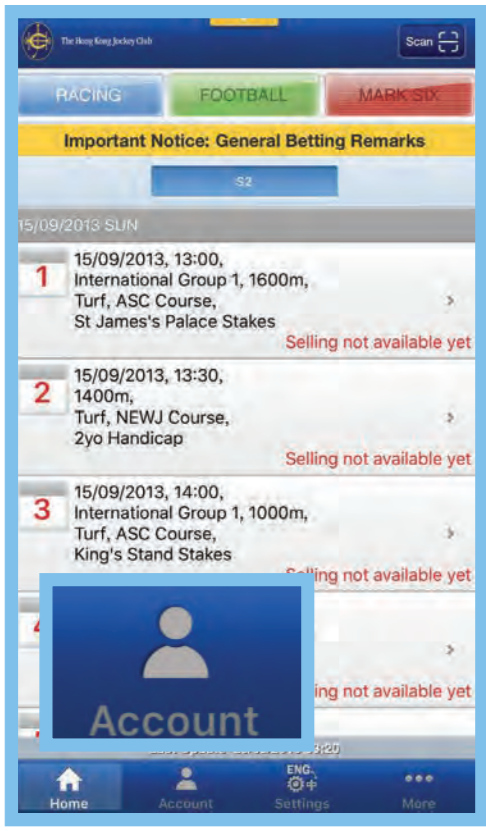 The Hong Kong Jockey Club
Scan
RACING
FOOTBALL
MARK SIX
Important Notice: General Betting Remarks
S2
15/09/2013 SUN
1
15/09/2013, 13:00,
International Group 1, 1600m,
Turf, ASC Course,
St James's Palace Stakes
Selling not available yet
2
15/09/2013, 13:30,
1400m,
Turf, NEWJ Course,
2yo Handicap
Selling not available yet
3
15/09/2013, 14:00,
International Group 1, 1000m,
Turf, ASC Course,
King's Stand Stakes
Selling not available yet
not available yet
Account
Home
Account
ENG.
中
Settings
More